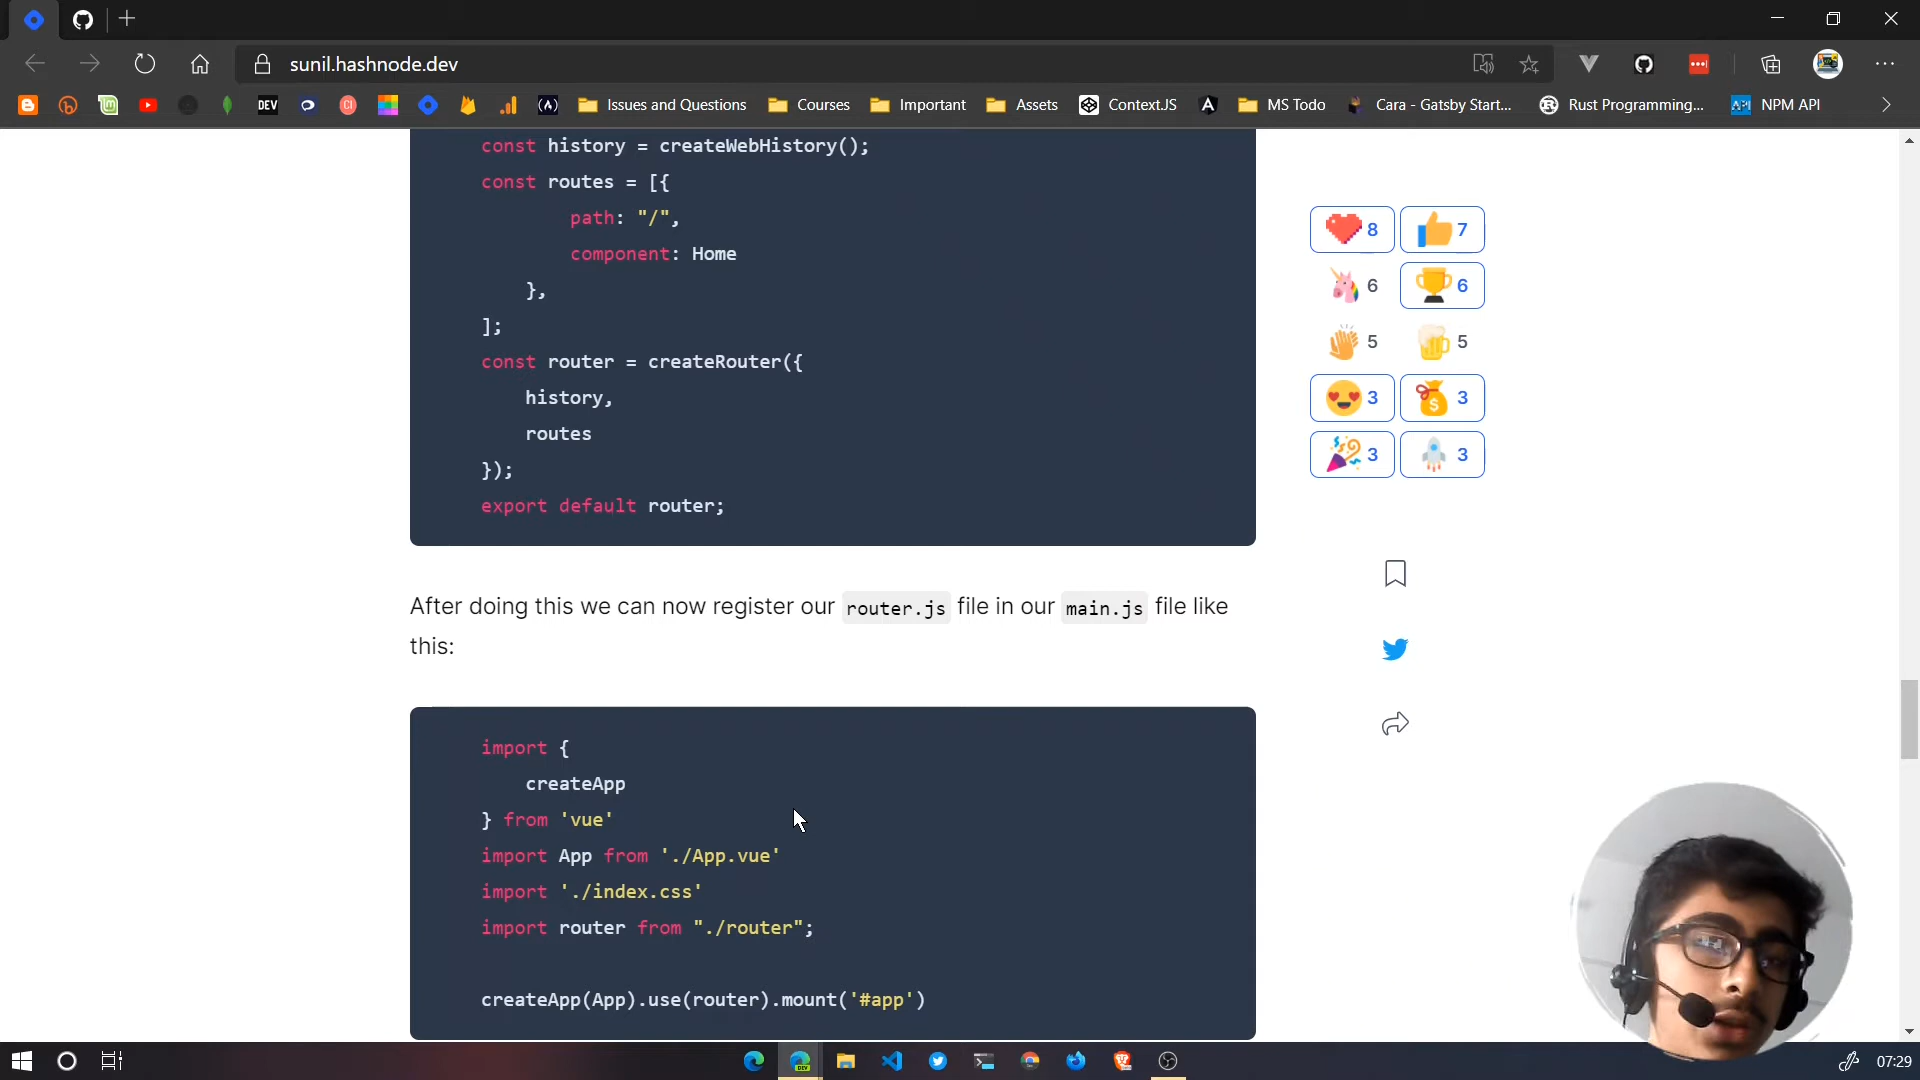 sunil.hashnode.dev
DEV
Issues and Questions
Courses
Important
Assets
ContextJS
MS Todo
Cara - Gatsby Start...
Rust Programming...
NPM API
const history = createWebHistory();
const routes = [{
path: "/",
component: Home
},
];
const router = createRouter({
history,
routes
});
export default router;
8
7
6
6
5
5
3
3
3
3
After doing this we can now register our router.js file in our main.js file like
this:
import {
createApp
} from 'vue'
import App from './App.vue'
import './index.css'
import router from "./router";
createApp(App).use(router).mount('#app')
07:29